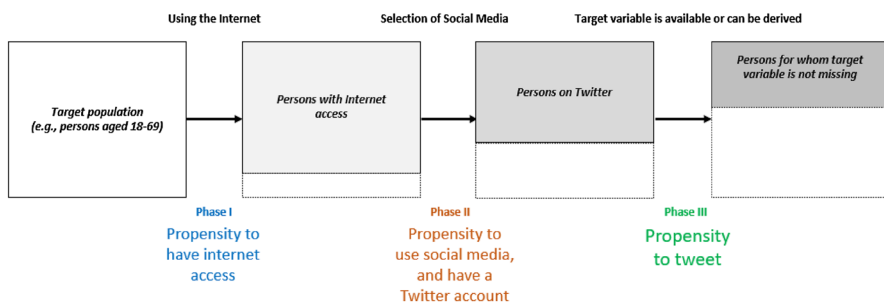 Using the Internet
Selection of Social Media
Target variable is available or can be derived
Target population
(e.g., persons aged 18-69)
Persons with Internet
access
Persons on Twitter
Persons for whom target
variable is not missing
Phase I
Propensity to
have internet
access
Phase II
Propensity to
use social media,
and have a
Twitter account
Phase III
Propensity
to tweet